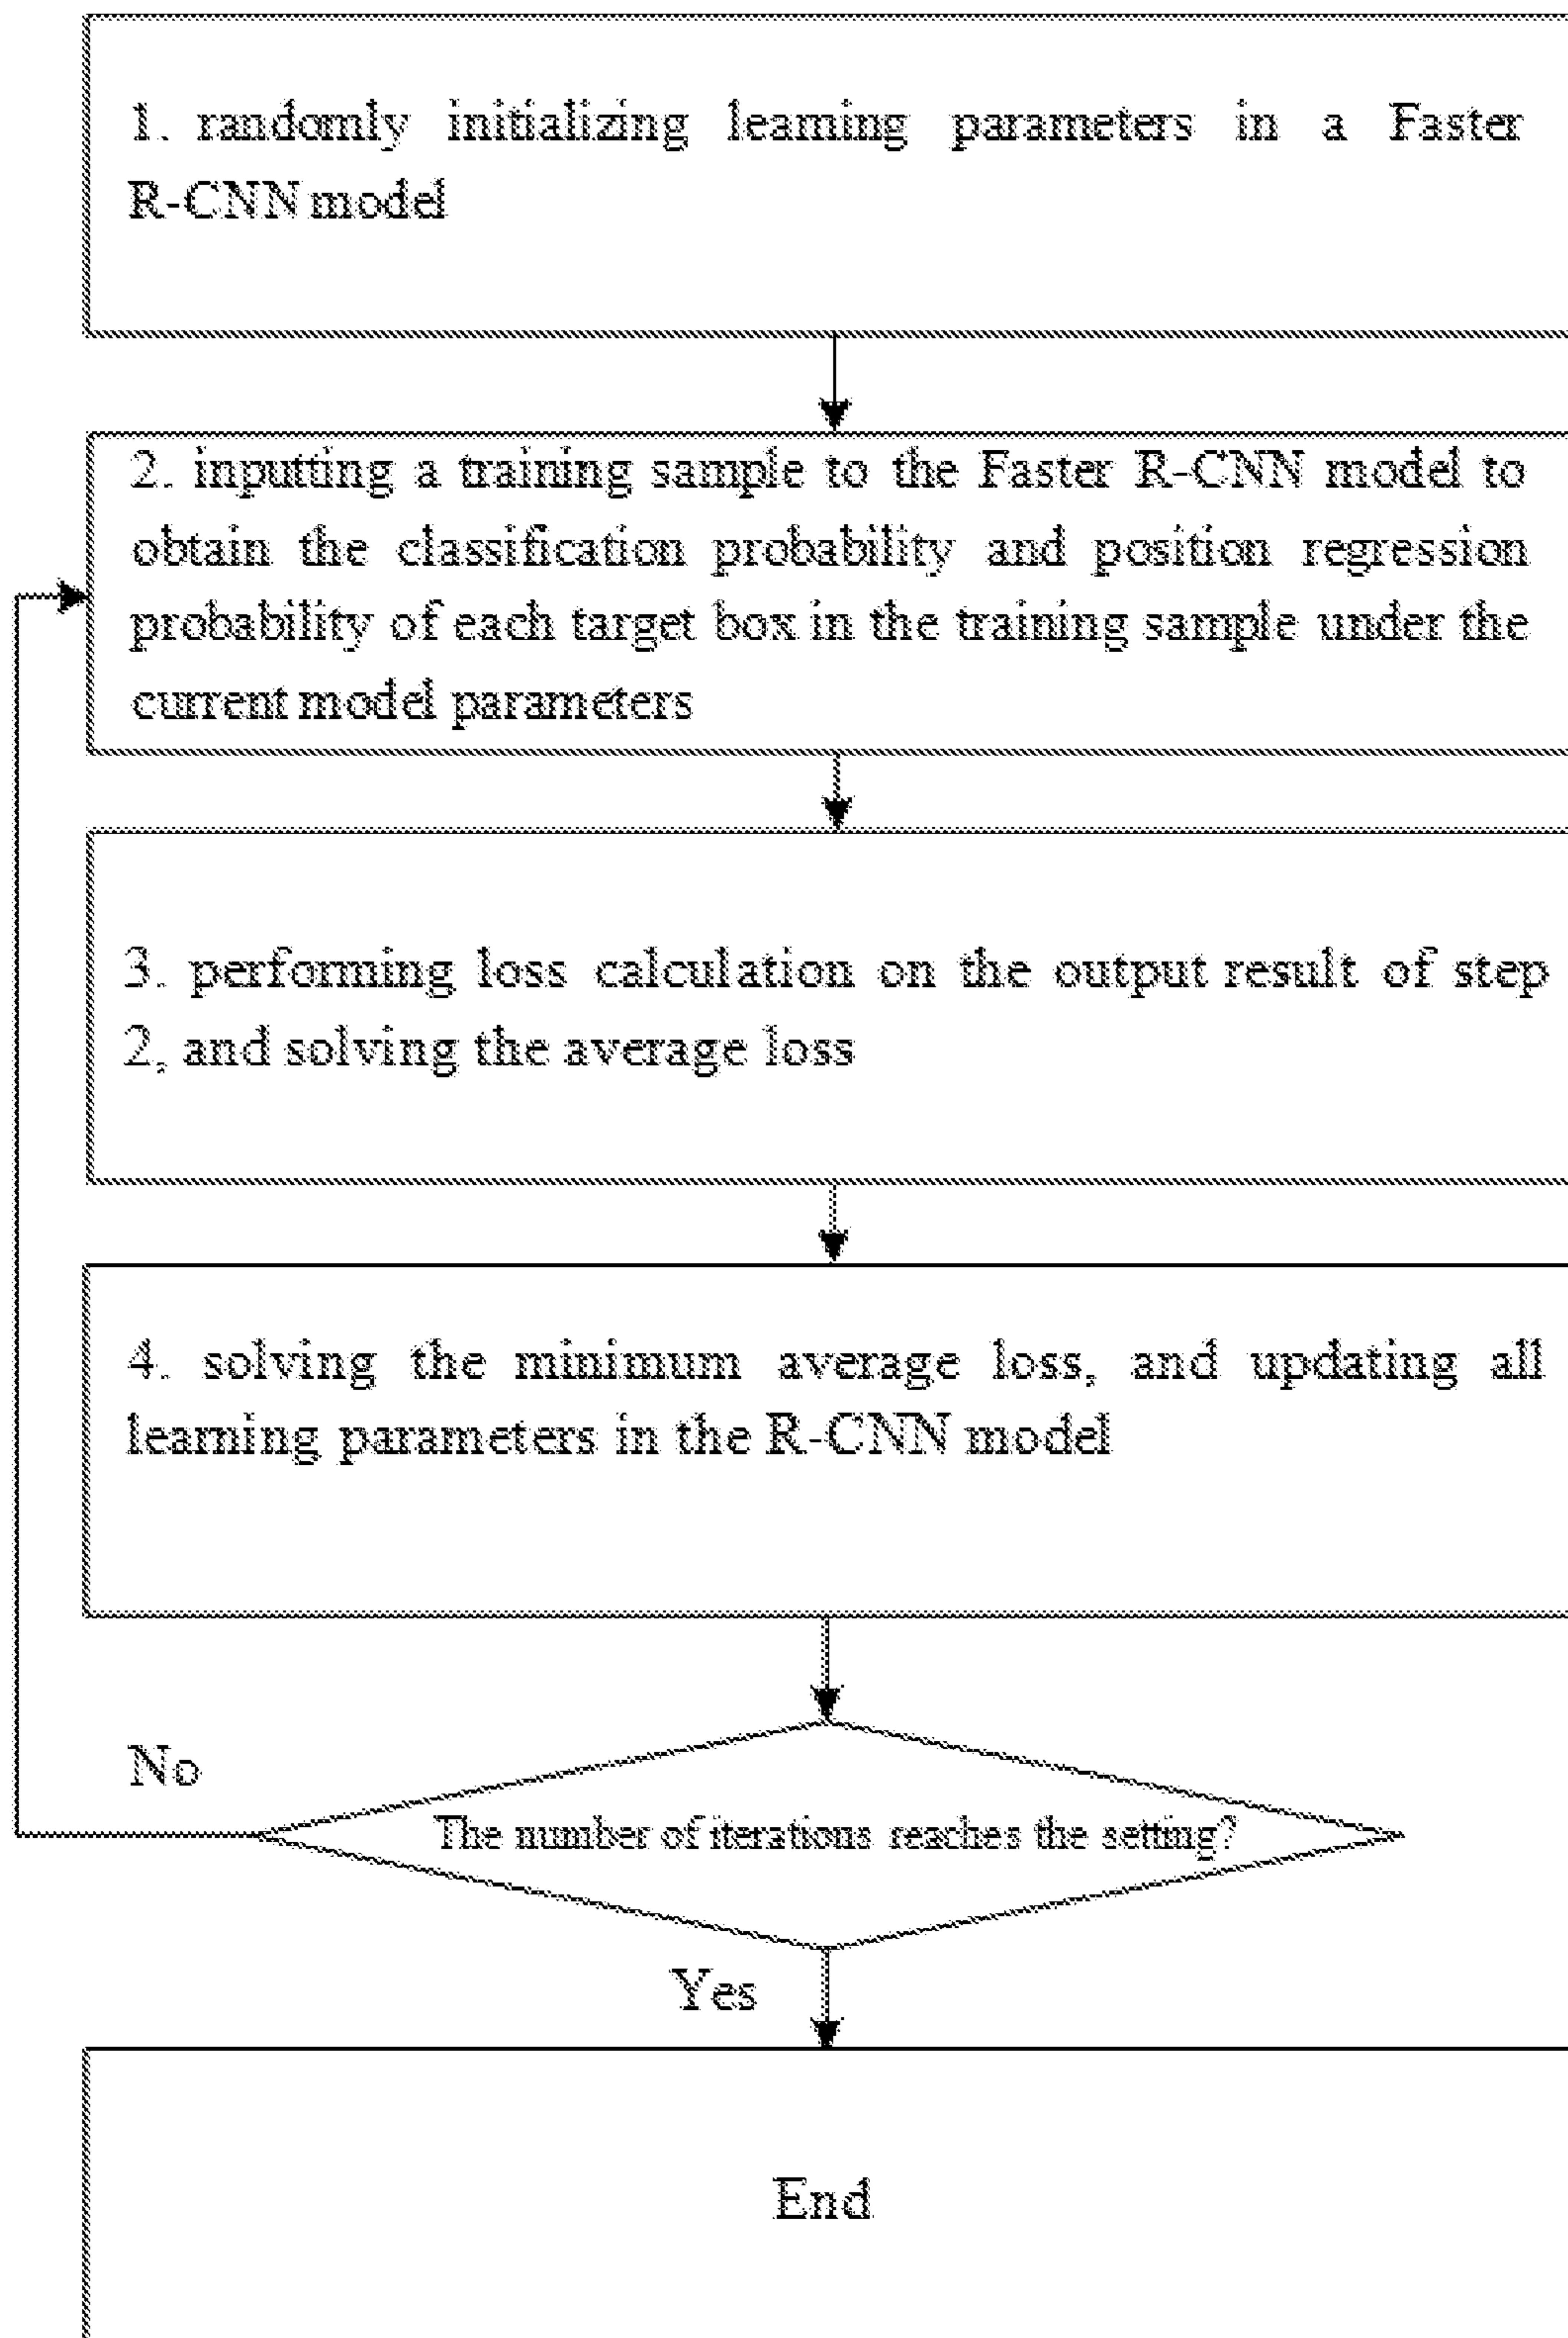 1. randomly initializing learning parameters in a Faster
R-CNN model
2. inputting a training sample to the Faster R-CNN model to
obtain the classification probability and position regression
probability of each target box in the training sample under the
current model parameters
3. performing loss calculation on the output result of step
2, and solving the average loss
4. solving the minimum average loss, and updating all
learning parameters in the R-CNN model
No
The number of iterations reaches the setting?
Yes
End